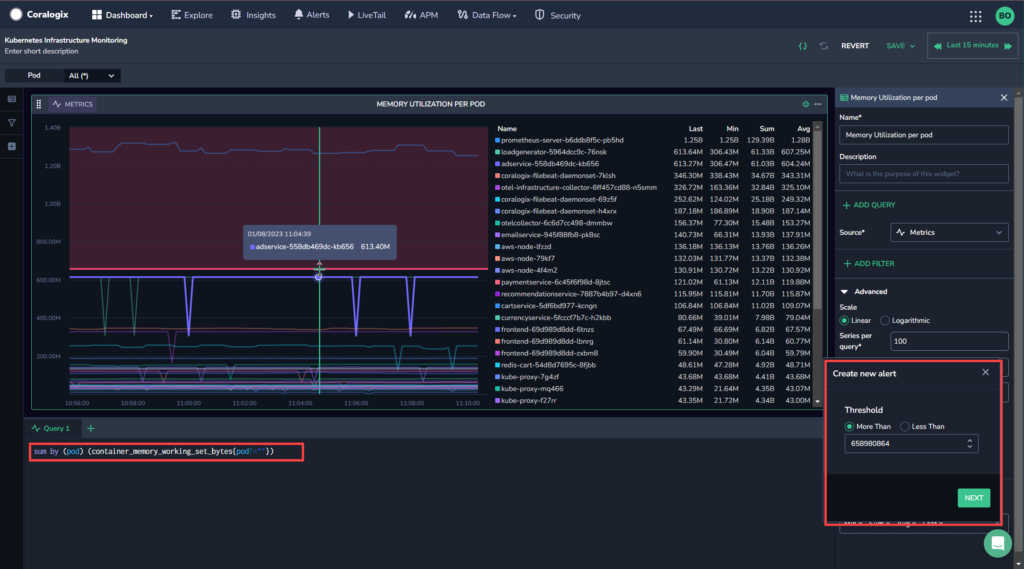 Coralogix
Dashboard
Explore
Insights
Alerts
LiveTail
APM
Data Flow
Security
BO
Kubernetes Infrastructure Monitoring
Enter short description
REVERT
SAVE
Last 15 minutes
Pod
All (*)
METRICS
MEMORY UTILIZATION PER POD
1.40B
1.20B
1.00B
800.00M
600.00M
400.00M
200.00M
01/08/2023 11:04:39
adservice-558db469dc-kb656 613.40M
10:56:00 10:58:00 11:00:00 11:02:00 11:04:00 11:06:00 11:08:00 11:10:00
Name Last Min Sum Avg
prometheus-server-b6ddb8f5c-pb5hd 1.25B 1.25B 129.39B 1.28B
loadgenerator-5964dcc9c-76nsk 613.64M 306.43M 61.33B 607.25M
adservice-558db469dc-kb656 613.27M 306.47M 61.03B 604.24M
coralogix-filebeat-daemonset-7klsh 346.30M 338.43M 34.67B 343.31M
otel-infrastructure-collector-6ff457cd88-n5smm 326.72M 163.36M 32.84B 325.10M
coralogix-filebeat-daemonset-69z5f 252.62M 124.02M 25.18B 249.32M
coralogix-filebeat-daemonset-h4xrx 187.18M 186.89M 18.90B 187.14M
otelcollector-6c6d7cc498-dmmbw 156.37M 77.30M 15.48B 153.27M
emailservice-945f88fb8-pk8sc 140.73M 66.31M 13.93B 137.91M
aws-node-lfzzd 136.18M 136.13M 13.76B 136.26M
aws-node-79kf7 132.03M 131.77M 13.37B 132.38M
aws-node-4f4m2 130.91M 130.72M 13.22B 130.92M
paymentservice-6c45f6f98d-8jtsc 121.02M 61.13M 12.11B 119.88M
recommendationservice-7887b4b97-d4xn6 115.95M 115.81M 11.70B 115.87M
cartservice-5df6bd977-kcngn 106.84M 106.84M 11.02B 109.07M
currencyservice-5fccf7b7c-h2kbb 80.66M 39.01M 7.98B 79.04M
frontend-69d989d8dd-6tnzs 67.49M 66.69M 6.82B 67.57M
frontend-69d989d8dd-lbnrg 61.14M 30.80M 6.14B 60.77M
frontend-69d989d8dd-zxbm8 59.90M 30.49M 6.04B 59.79M
redis-cart-54d8d7695c-8fjbb 48.61M 47.28M 4.92B 48.71M
kube-proxy-7g4zf 43.68M 43.68M 4.41B 43.68M
kube-proxy-mq466 43.29M 21.64M 4.35B 43.07M
kube-proxy-f27rr 43.35M 21.72M 4.34B 43.00M
Query 1
sum by (pod) (container_memory_working_set_bytes{pod!=""})
Memory Utilization per pod
Name*
Memory Utilization per pod
Description
What is the purpose of this widget?
ADD QUERY
Source*
Metrics
ADD FILTER
Advanced
Scale
Linear
Logarithmic
Series per
query*
100
Create new alert
Threshold
More Than
Less Than
658980864
NEXT